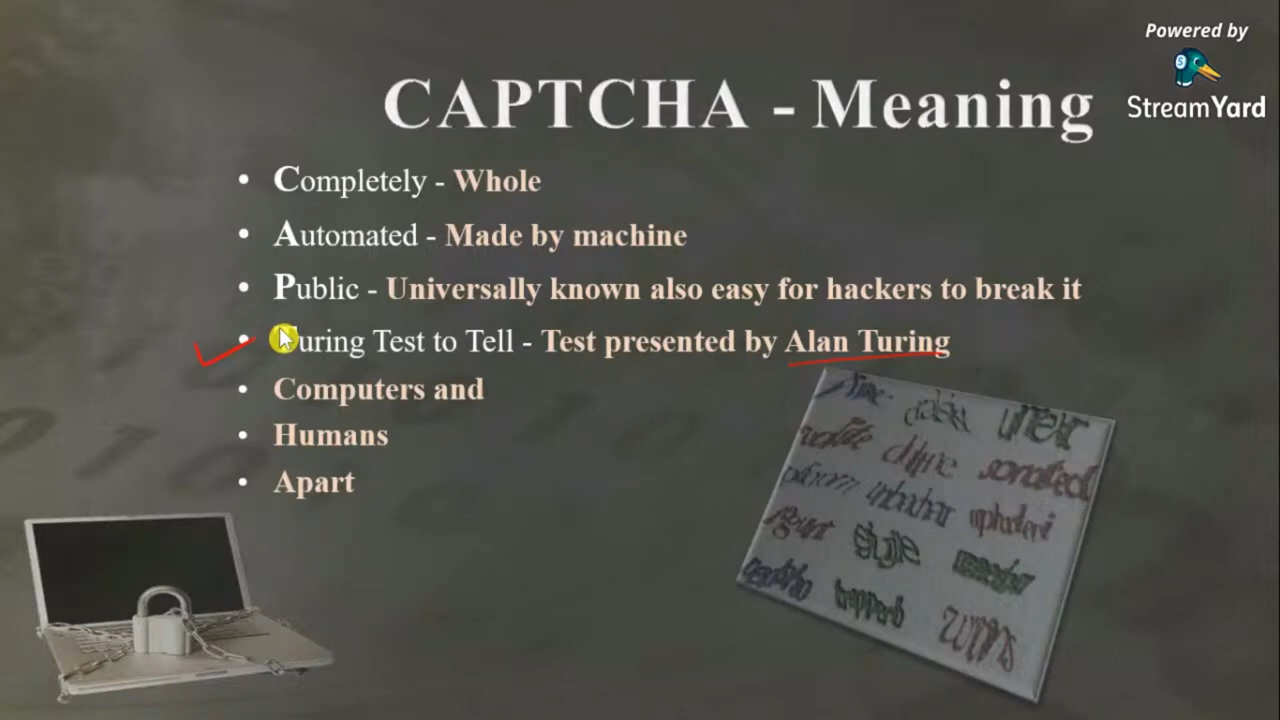 Powered by
StreamYard
CAPTCHA - Meaning
• Completely - Whole
• Automated - Made by machine
• Public - Universally known also easy for hackers to break it
• uring Test to Tell - Test presented by Alan Turing
• Computers and
• Humans
• Apart